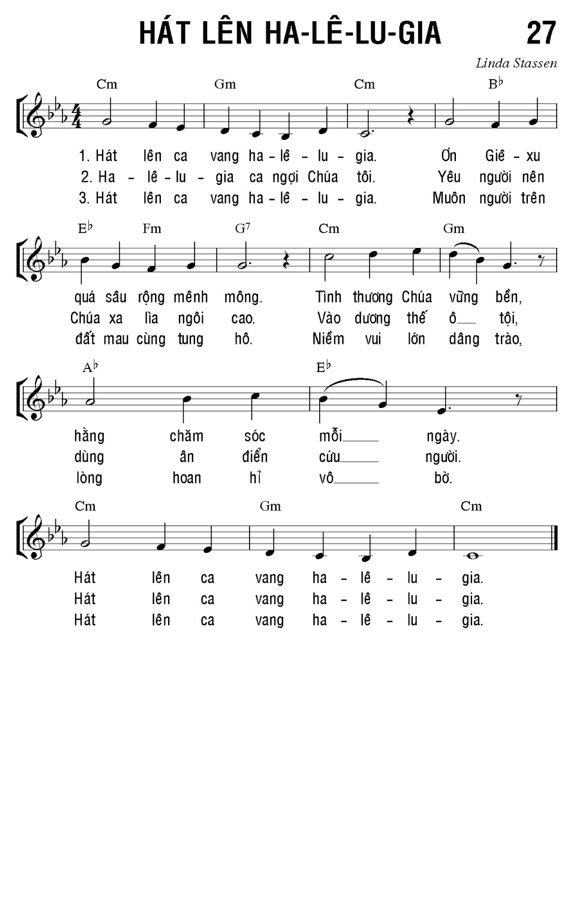 HÁT LÊN HA-LÊ-LU-GIA 27
Linda Stassen
Cm Gm Cm B♭
1. Hát lên ca vang ha-lê-lu-gia. Ơn Giê-xu
2. Ha-lê-lu-gia ca ngợi Chúa tôi. Yêu người nên
3. Hát lên ca vang ha-lê-lu-gia. Muôn người trên
E♭ Fm G7 Cm Gm
quá sâu rộng mênh mông. Tình thương Chúa vững bền,
Chúa xa lìa ngôi cao. Vào dương thế ô tội,
đất mau cùng tung hô. Niềm vui lớn dâng trào,
A♭ E♭
hằng chăm sóc mỗi ngày.
dùng ân điển cứu người.
lòng hoan hỉ vô bờ.
Cm Gm Cm
Hát lên ca vang ha-lê-lu-gia.
Hát lên ca vang ha-lê-lu-gia.
Hát lên ca vang ha-lê-lu-gia.